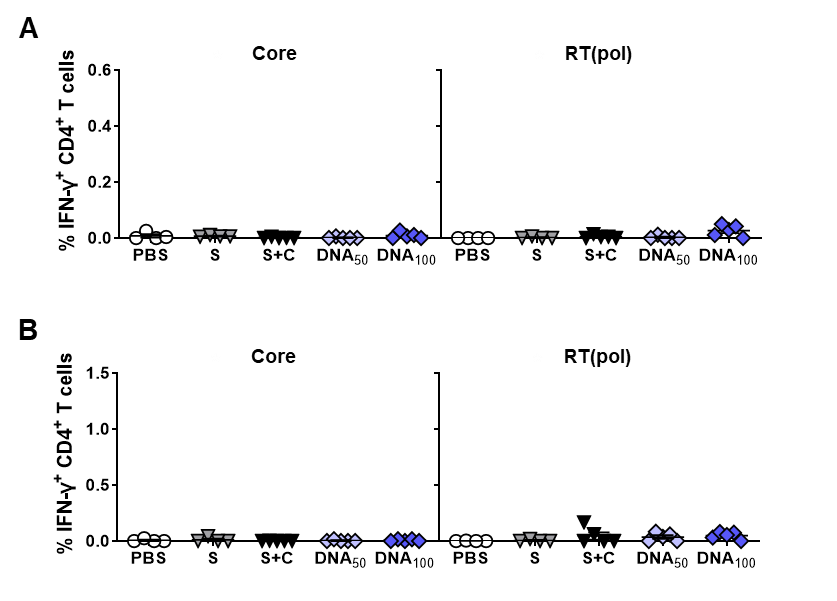 A
Core RT(pol)
% IFN-γ⁺ CD4⁺ T cells
0.6
0.4
0.2
0.0
PBS S S+C DNA₅₀ DNA₁₀₀ PBS S S+C DNA₅₀ DNA₁₀₀
B
Core RT(pol)
% IFN-γ⁺ CD4⁺ T cells
1.5
1.0
0.5
0.0
PBS S S+C DNA₅₀ DNA₁₀₀ PBS S S+C DNA₅₀ DNA₁₀₀